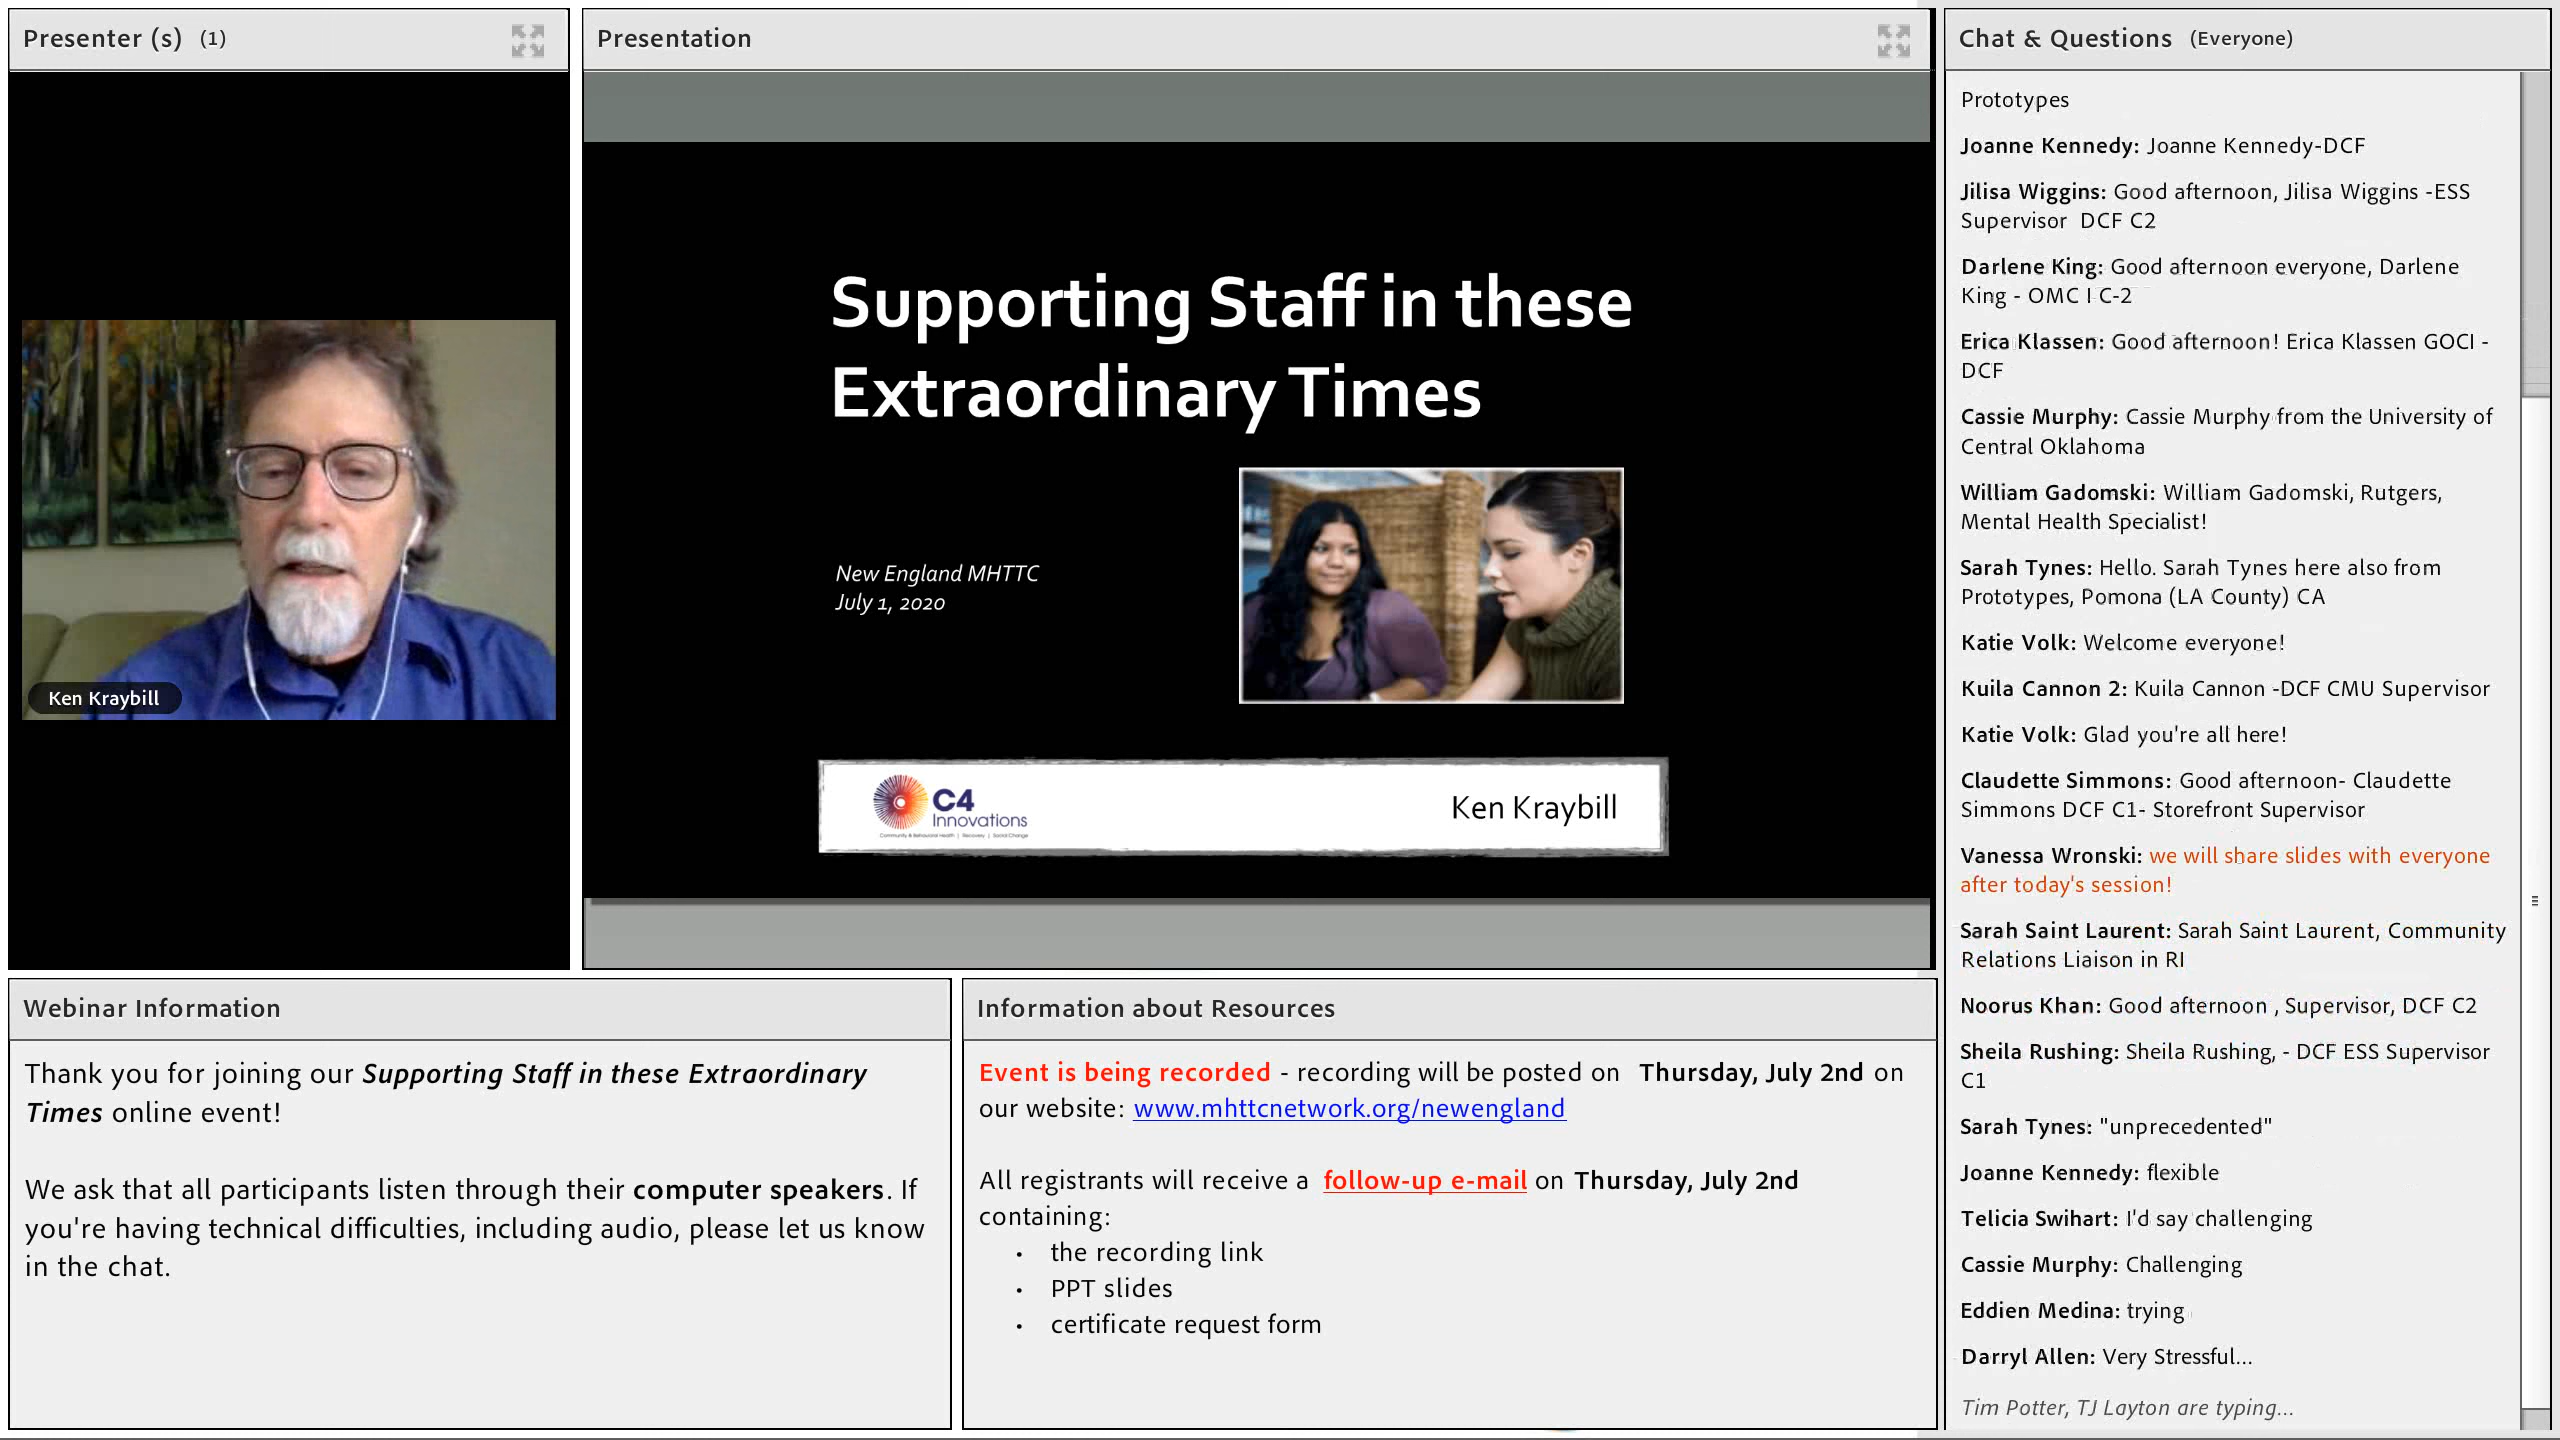 Presenter (s) (1)
Ken Kraybill
Presentation
Supporting Staff in these
Extraordinary Times
New England MHTTC
July 1, 2020
C4
Innovations
Community & Behavioral Health | Recovery | Social Change
Ken Kraybill
Webinar Information
Thank you for joining our Supporting Staff in these Extraordinary
Times online event!
We ask that all participants listen through their computer speakers. If
you're having technical difficulties, including audio, please let us know
in the chat.
Information about Resources
Event is being recorded - recording will be posted on Thursday, July 2nd on
our website: www.mhttcnetwork.org/newengland
All registrants will receive a follow-up e-mail on Thursday, July 2nd
containing:
• the recording link
• PPT slides
• certificate request form
Chat & Questions (Everyone)
Prototypes
Joanne Kennedy: Joanne Kennedy-DCF
Jilisa Wiggins: Good afternoon, Jilisa Wiggins -ESS
Supervisor DCF C2
Darlene King: Good afternoon everyone, Darlene
King - OMC I C-2
Erica Klassen: Good afternoon! Erica Klassen GOCI -
DCF
Cassie Murphy: Cassie Murphy from the University of
Central Oklahoma
William Gadomski: William Gadomski, Rutgers,
Mental Health Specialist!
Sarah Tynes: Hello. Sarah Tynes here also from
Prototypes, Pomona (LA County) CA
Katie Volk: Welcome everyone!
Kuila Cannon 2: Kuila Cannon -DCF CMU Supervisor
Katie Volk: Glad you're all here!
Claudette Simmons: Good afternoon- Claudette
Simmons DCF C1- Storefront Supervisor
Vanessa Wronski: we will share slides with everyone
after today's session!
Sarah Saint Laurent: Sarah Saint Laurent, Community
Relations Liaison in RI
Noorus Khan: Good afternoon , Supervisor, DCF C2
Sheila Rushing: Sheila Rushing, - DCF ESS Supervisor
C1
Sarah Tynes: "unprecedented"
Joanne Kennedy: flexible
Telicia Swihart: I'd say challenging
Cassie Murphy: Challenging
Eddien Medina: trying
Darryl Allen: Very Stressful...
Tim Potter, TJ Layton are typing...